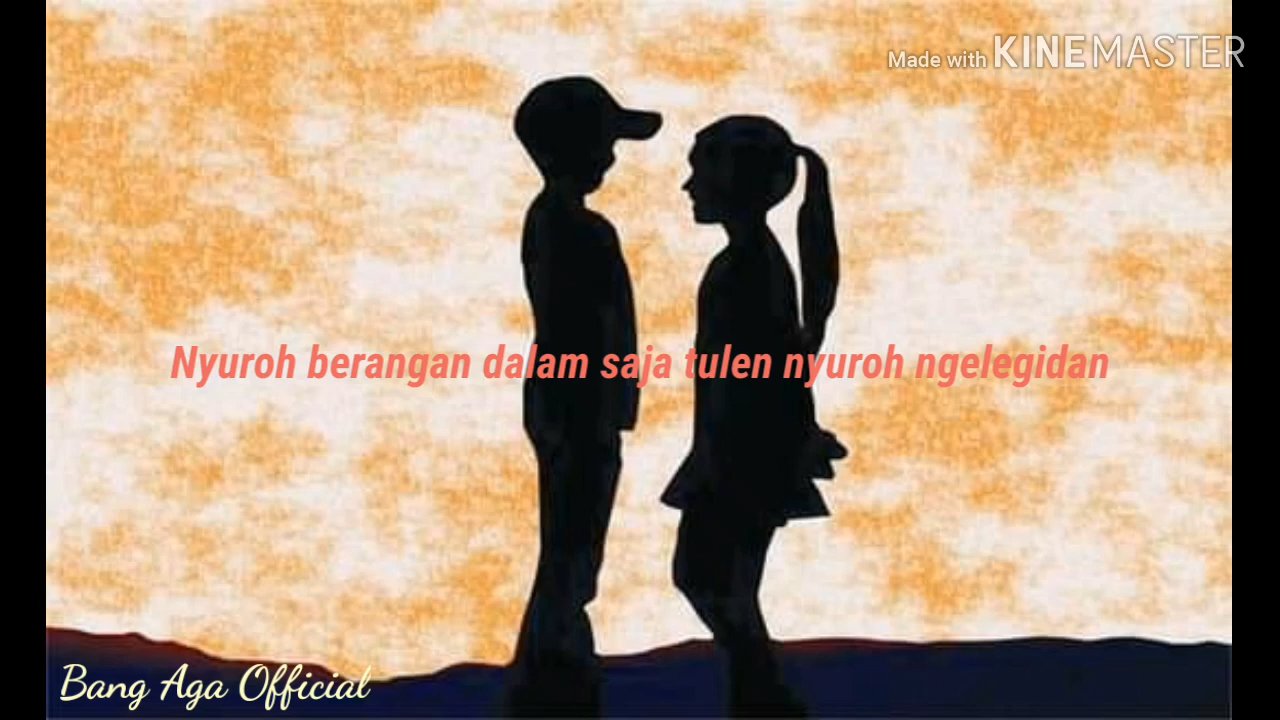 Made with KINEMASTER
Nyuroh berangan dalam saja tulen nyuroh ngelegidan
Bang Aga Official